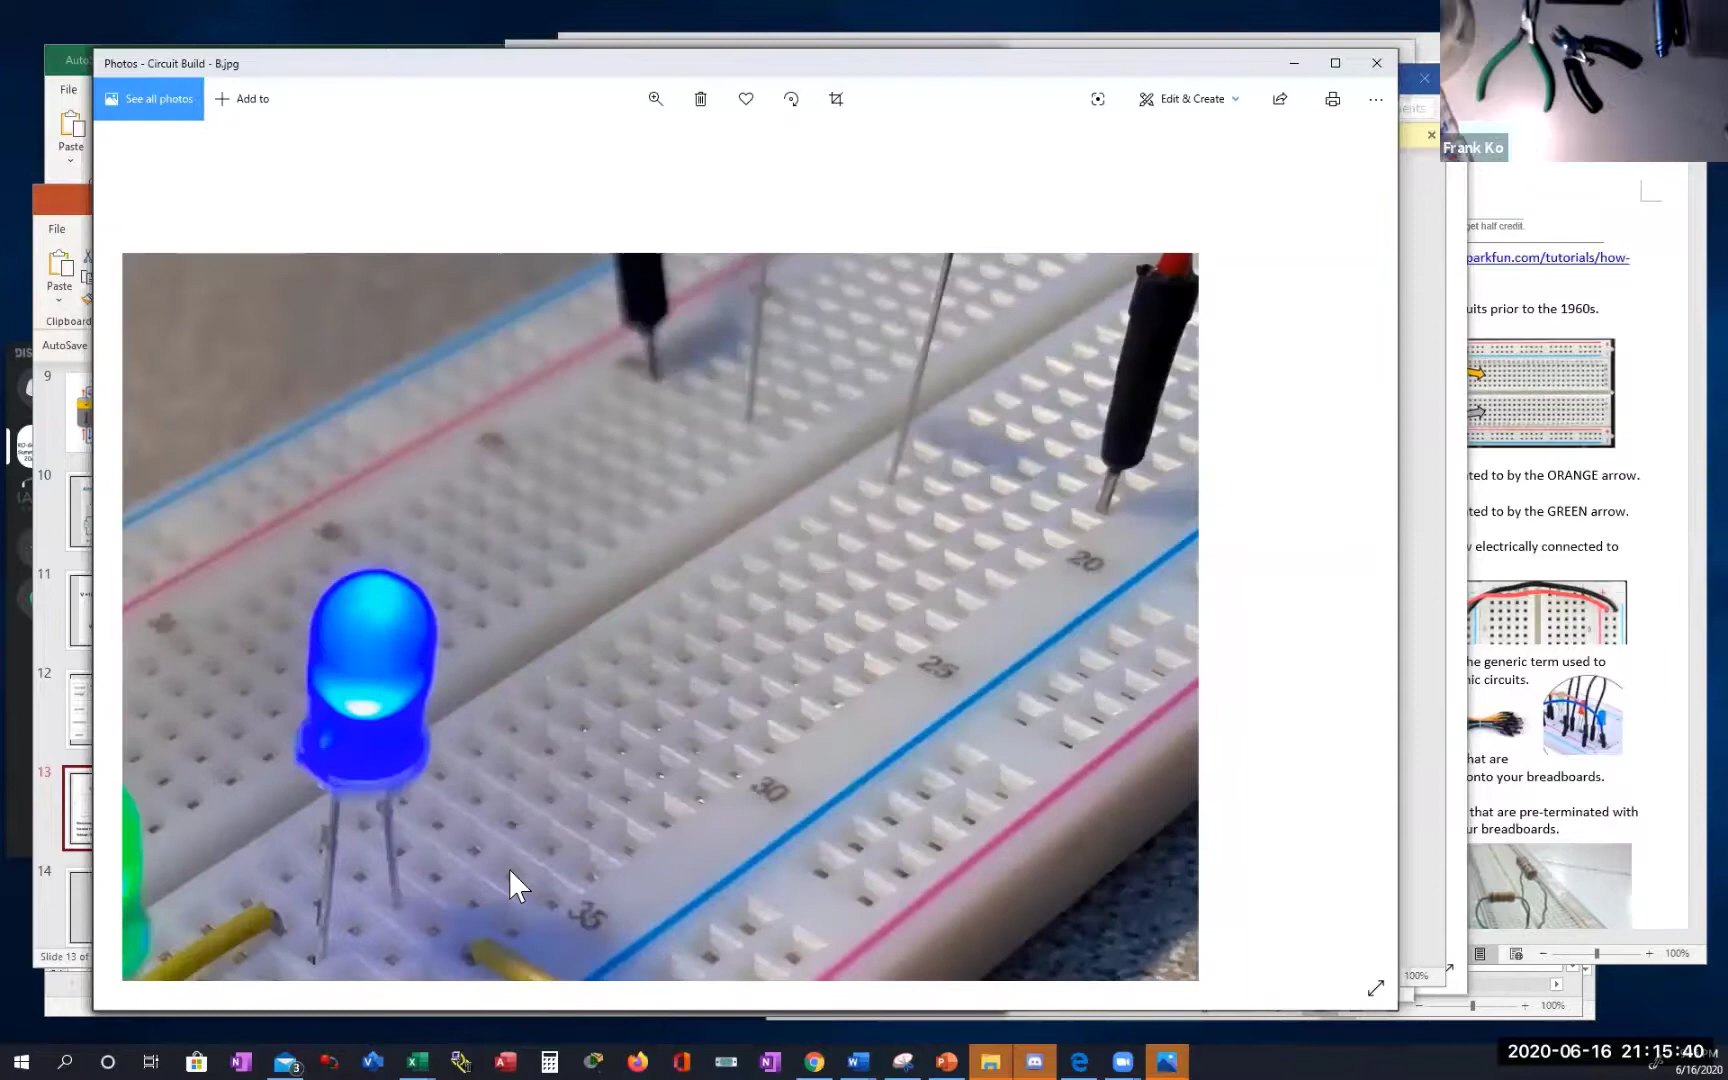 Photos - Circuit Build - B.jpg
See all photos
Add to
Edit & Create
Frank Ko
File
Paste
File
Paste
Clipboard
AutoSave
9
10
11
12
13
14
Slide 13 of
20
25
30
35
get half credit.
parkfun.com/tutorials/how-
uits prior to the 1960s.
ted to by the ORANGE arrow.
ted to by the GREEN arrow.
electrically connected to
he generic term used to
ic circuits.
hat are
onto your breadboards.
that are pre-terminated with
ur breadboards.
100%
100%
100%
3
2020-06-16 21:15:40
6/16/2020